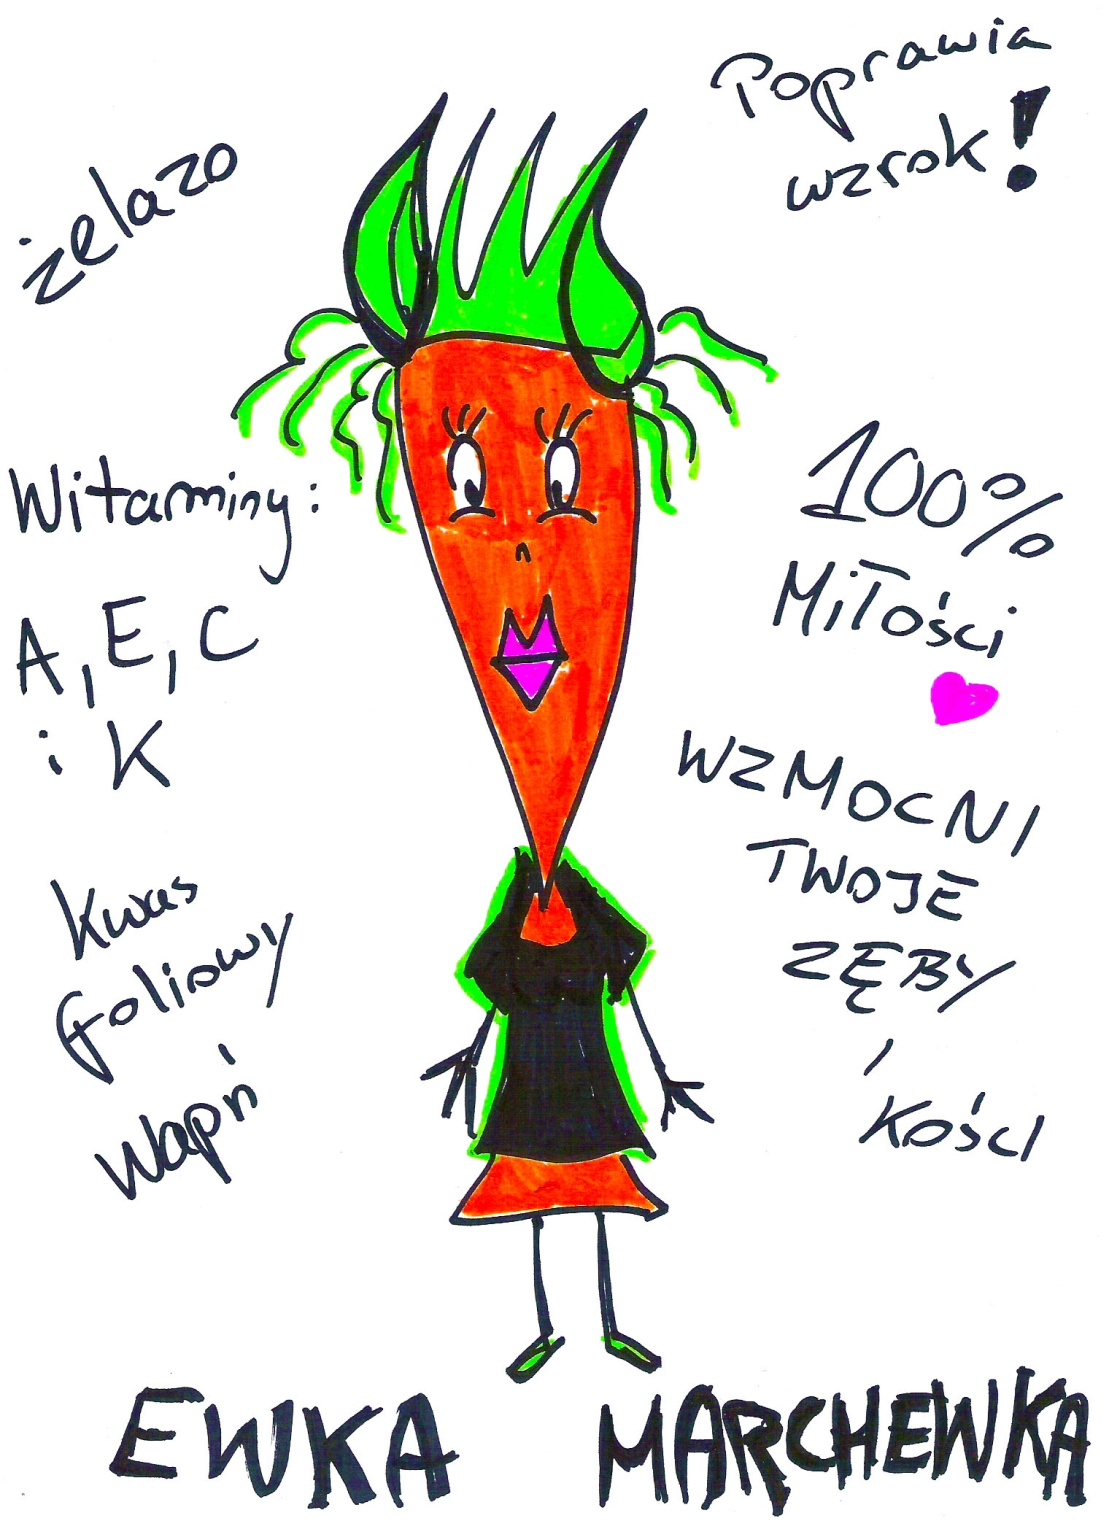 żelazo
Witaminy:
A, E, C
i K
Kwas
foliowy
Wapń
Poprawia
wzrok!
100%
Miłości
WZMOCNI
TWOJE
ZĘBY
I
KOŚCI
EWKA MARCHEWKA